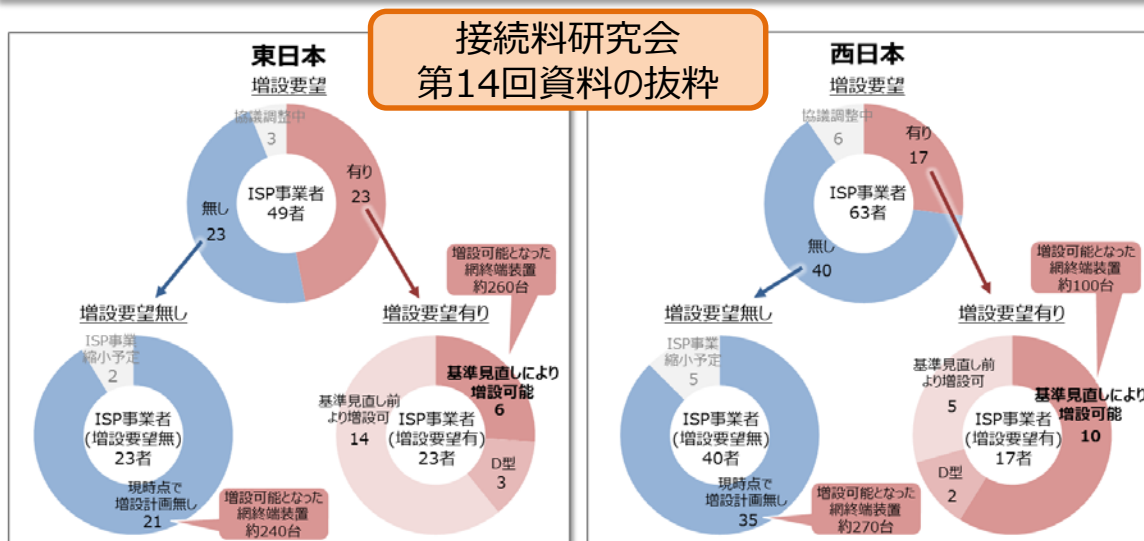 接続料研究会
第14回資料の抜粋
東日本
増設要望
協議調整中
3
有り
23
ISP事業者
49者
無し
23
増設可能となった
網終端装置
約260台
増設要望無し
増設要望有り
ISP事業
縮小予定
2
ISP事業者
(増設要望無)
23者
現時点で
増設計画無し
21
増設可能となった
網終端装置
約240台
基準見直しにより
増設可能
6
基準見直し前
より増設可
14
ISP事業者
(増設要望有)
23者
D型
3
西日本
増設要望
協議調整中
6
有り
17
ISP事業者
63者
無し
40
増設可能となった
網終端装置
約100台
増設要望無し
増設要望有り
ISP事業
縮小予定
5
ISP事業者
(増設要望無)
40者
現時点で
増設計画無し
35
増設可能となった
網終端装置
約270台
基準見直し前
より増設可
5
基準見直しにより
増設可能
10
ISP事業者
(増設要望有)
17者
D型
2